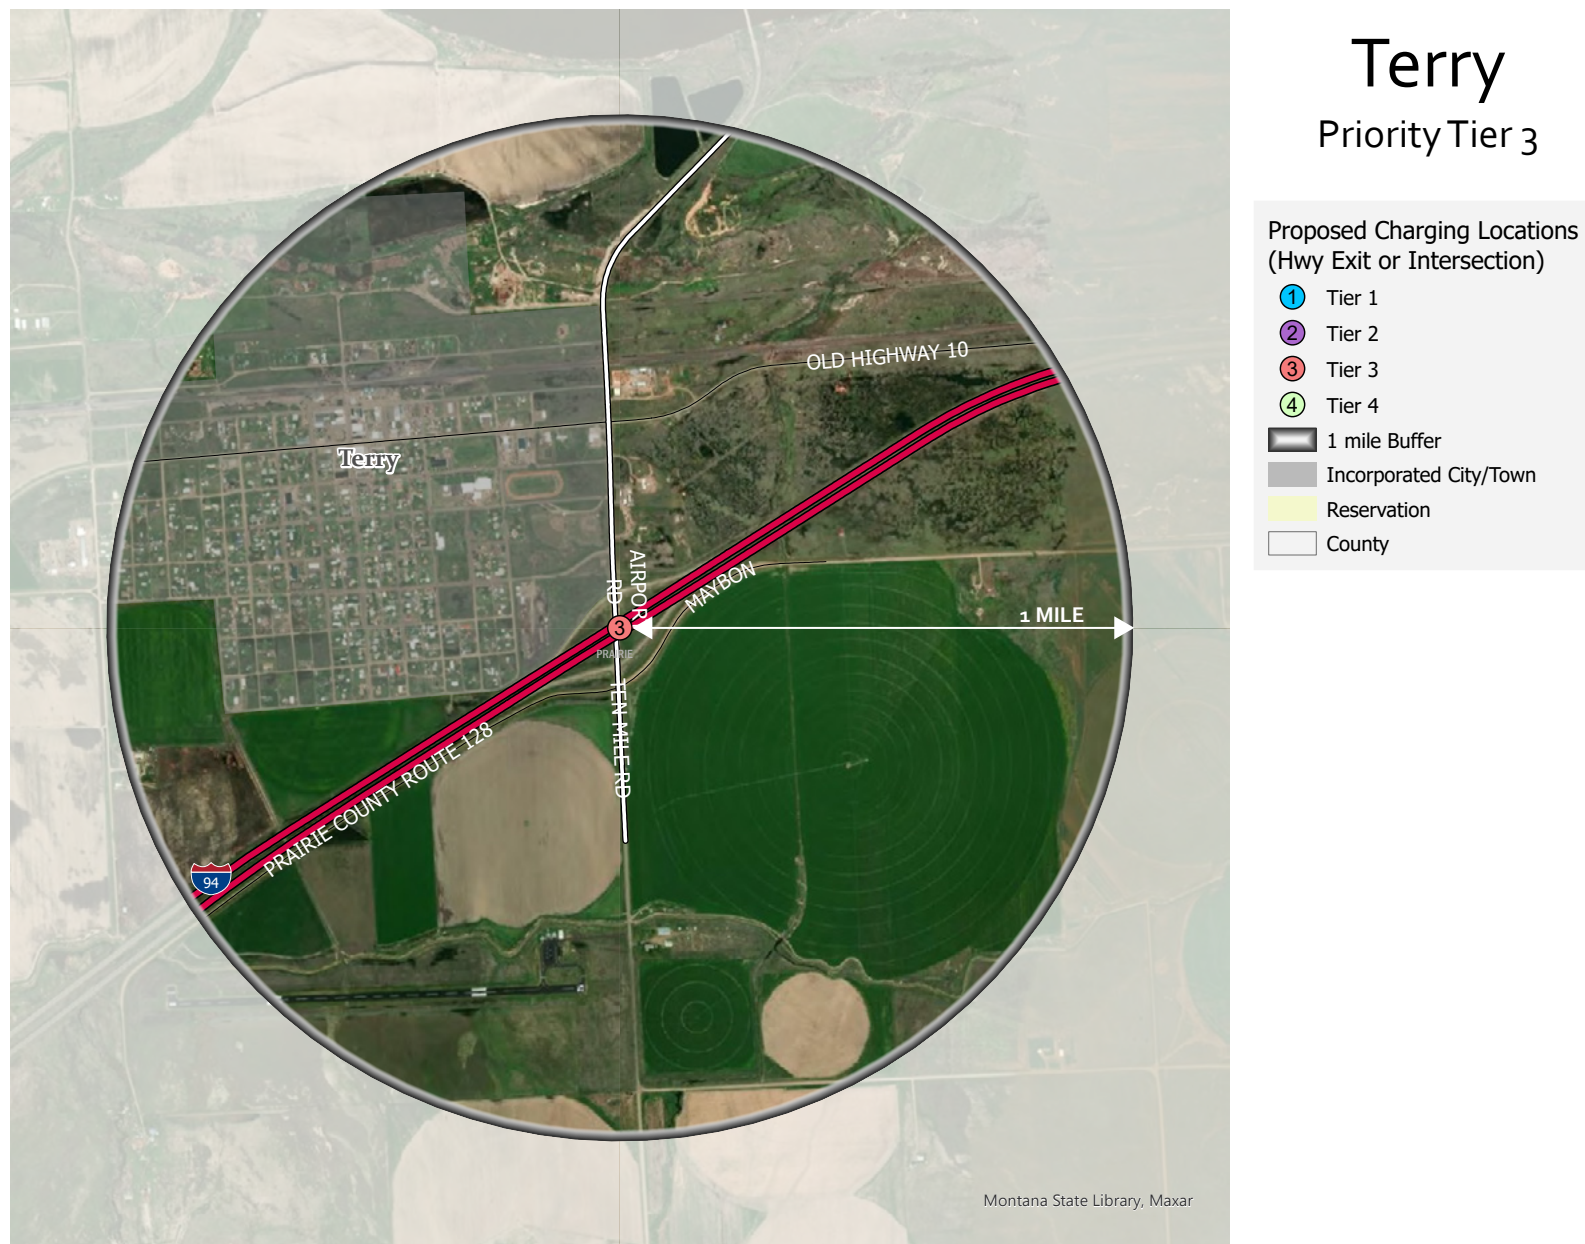 Terry
Priority Tier 3
Proposed Charging Locations
(Hwy Exit or Intersection)
1 Tier 1
2 Tier 2
3 Tier 3
4 Tier 4
1 mile Buffer
Incorporated City/Town
Reservation
County
OLD HIGHWAY 10
Terry
AIRPOR
RD
MAYBON
1 MILE
3
PRAIRIE
TEN MILE RD
PRAIRIE COUNTY ROUTE 128
94
Montana State Library, Maxar